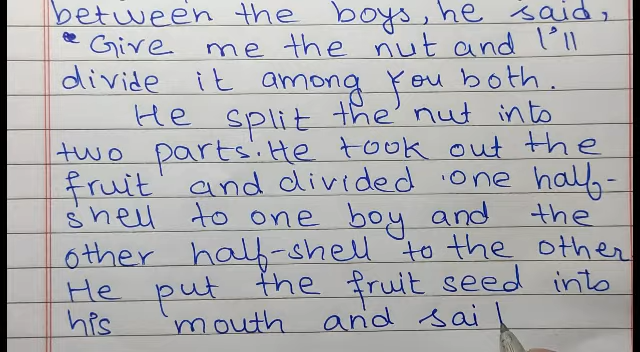 between the boys, he said,
"Give me the nut and I'll
divide it among you both.
He split the nut into
two parts. He took out the
fruit and divided one half-
shell to one boy and the
other half-shell to the other
He put the fruit seed into
his mouth and sai